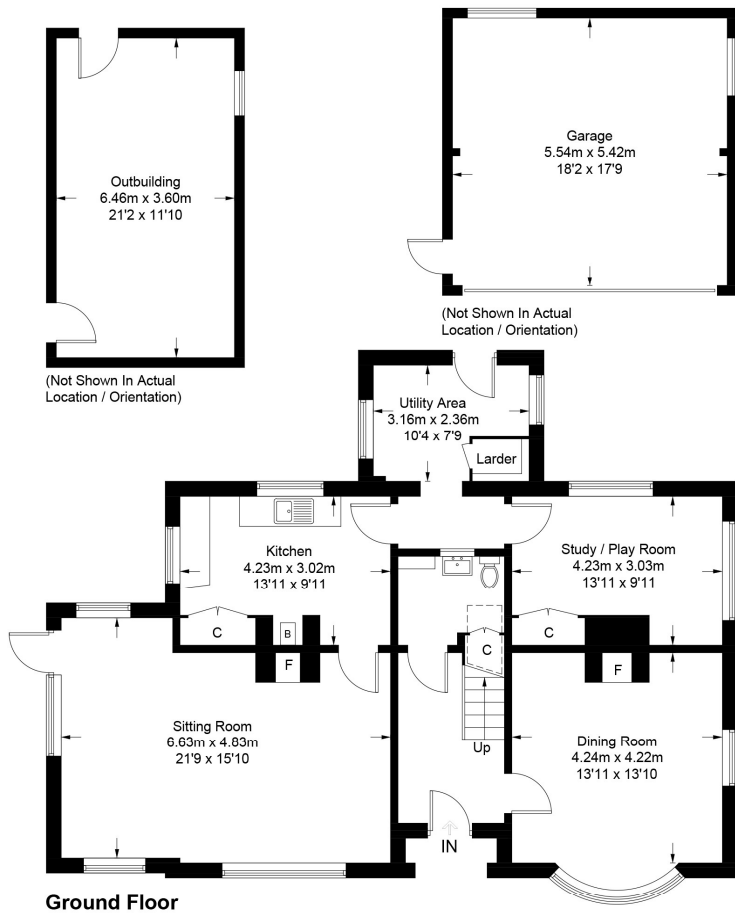 Outbuilding
6.46m x 3.60m
21'2 x 11'10
(Not Shown In Actual
Location / Orientation)
Garage
5.54m x 5.42m
18'2 x 17'9
(Not Shown In Actual
Location / Orientation)
Utility Area
3.16m x 2.36m
10'4 x 7'9
Larder
Kitchen
4.23m x 3.02m
13'11 x 9'11
C
B
Study / Play Room
4.23m x 3.03m
13'11 x 9'11
C
C
F
Sitting Room
6.63m x 4.83m
21'9 x 15'10
Up
IN
F
Dining Room
4.24m x 4.22m
13'11 x 13'10
Ground Floor